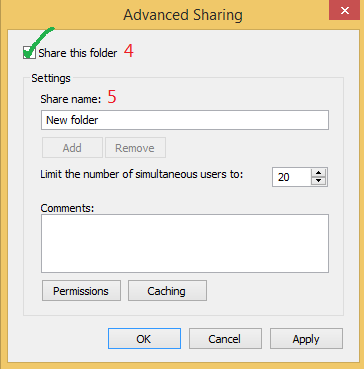 Advanced Sharing
Share this folder 4
Settings
Share name: 5
New folder
Add Remove
Limit the number of simultaneous users to: 20
Comments:
Permissions Caching
OK Cancel Apply